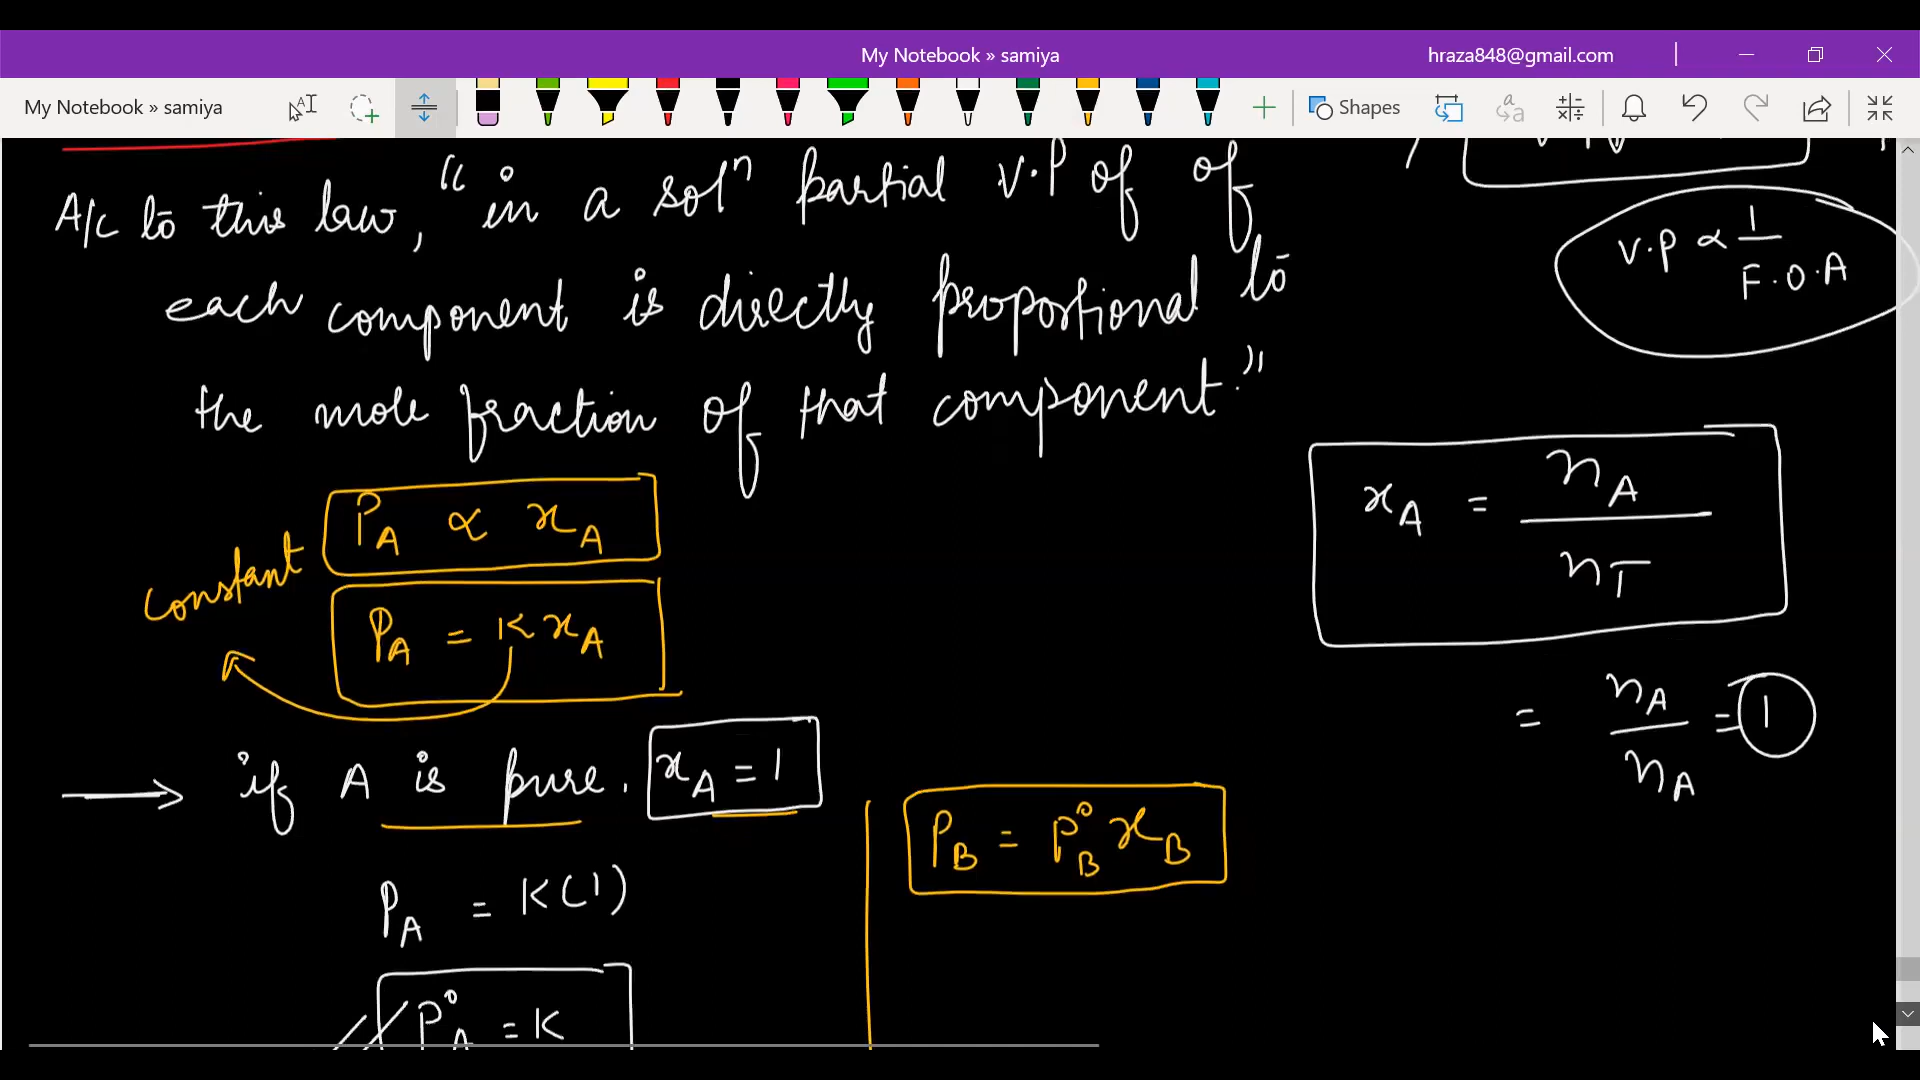 My Notebook » samiya
hraza848@gmail.com
My Notebook » samiya
Shapes
A/c to this law, "in a solⁿ partial V.P of of
each component is directly proportional to
the mole fraction of that component."
V.P ∝ 1/F.O.A
P_A ∝ x_A
constant
P_A = K x_A
x_A = n_A/n_T
= n_A/n_A = 1
→ if A is pure. x_A = 1
P_A = K(1)
P°_A = K
P_B = P°_B x_B